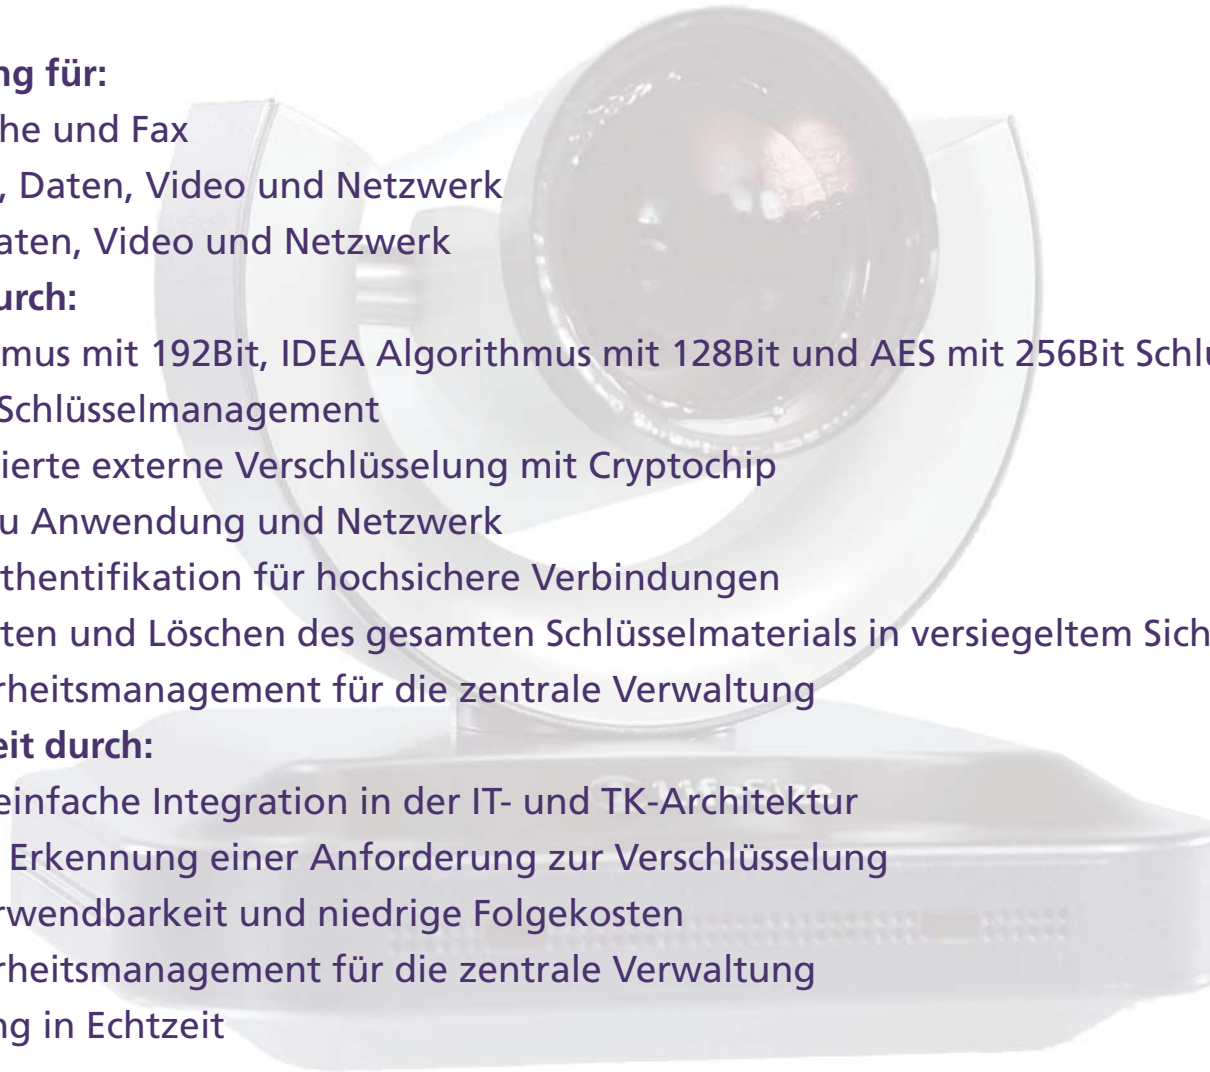 ng für:
he und Fax
, Daten, Video und Netzwerk
aten, Video und Netzwerk
urch:
mus mit 192Bit, IDEA Algorithmus mit 128Bit und AES mit 256Bit Schlu
Schlüsselmanagement
ierte externe Verschlüsselung mit Cryptochip
u Anwendung und Netzwerk
thentifikation für hochsichere Verbindungen
ten und Löschen des gesamten Schlüsselmaterials in versiegeltem Sich
rheitsmanagement für die zentrale Verwaltung
eit durch:
einfache Integration in der IT- und TK-Architektur
LifeSize
Erkennung einer Anforderung zur Verschlüsselung
rwendbarkeit und niedrige Folgekosten
rheitsmanagement für die zentrale Verwaltung
ng in Echtzeit